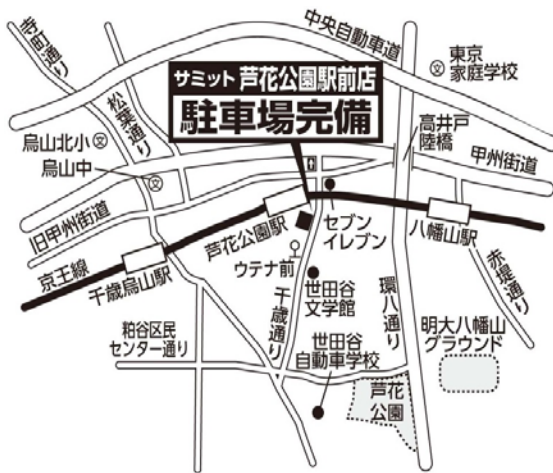 寺町通り
中央自動車道
東京
家庭学校
サミット 芦花公園駅前店
駐車場完備
松葉通り
烏山北小
烏山中
高井戸
陸橋
甲州街道
旧甲州街道
芦花公園駅
セブン
イレブン
八幡山駅
京王線
千歳烏山駅
ウテナ前
世田谷
文学館
千歳通り
環八通り
赤堤通り
粕谷区民
センター通り
世田谷
自動車学校
明大八幡山
グラウンド
芦花
公園